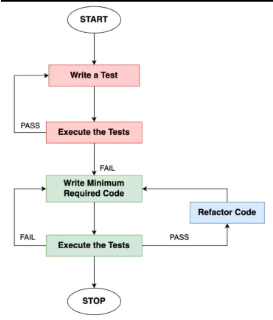 START
Write a Test
PASS
Execute the Tests
FAIL
Write Minimum
Required Code
Refactor Code
FAIL
PASS
Execute the Tests
STOP